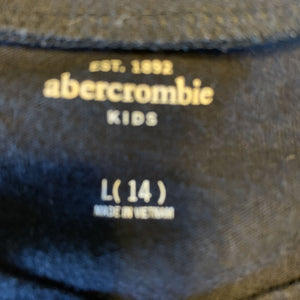 EST. 1892
abercrombie
KIDS
L( 14 )
MADE IN VIETNAM